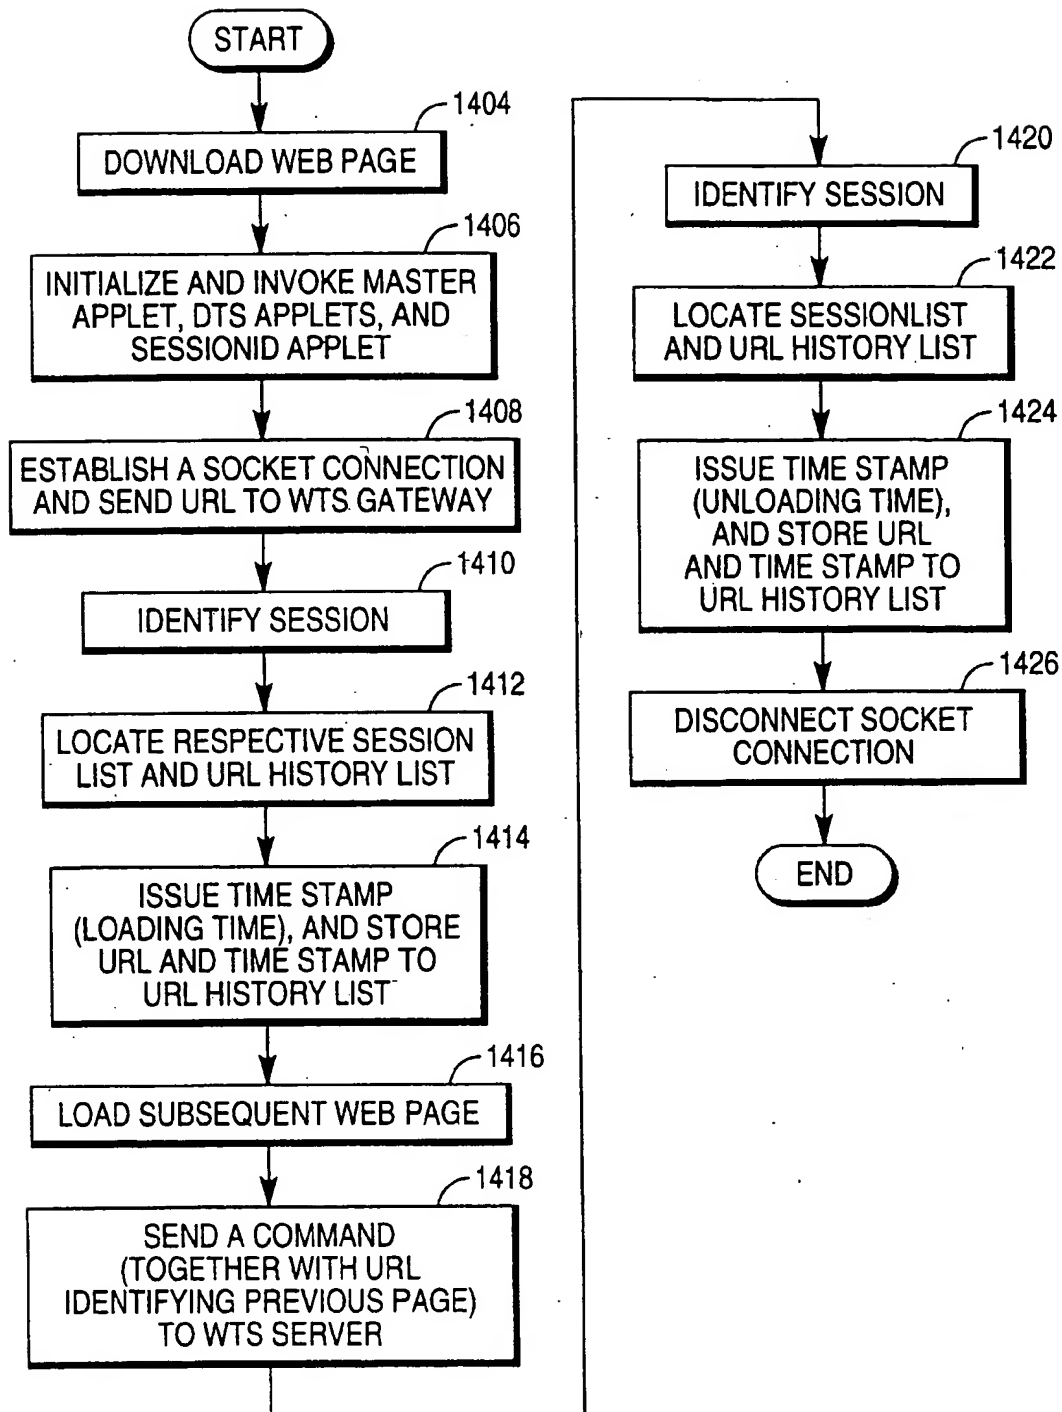 START
1404
DOWNLOAD WEB PAGE
1406
INITIALIZE AND INVOKE MASTER
APPLET, DTS APPLETS, AND
SESSIONID APPLET
1408
ESTABLISH A SOCKET CONNECTION
AND SEND URL TO WTS GATEWAY
1410
IDENTIFY SESSION
1412
LOCATE RESPECTIVE SESSION
LIST AND URL HISTORY LIST
1414
ISSUE TIME STAMP
(LOADING TIME), AND STORE
URL AND TIME STAMP TO
URL HISTORY LIST
1416
LOAD SUBSEQUENT WEB PAGE
1418
SEND A COMMAND
(TOGETHER WITH URL
IDENTIFYING PREVIOUS PAGE)
TO WTS SERVER
1420
IDENTIFY SESSION
1422
LOCATE SESSIONLIST
AND URL HISTORY LIST
1424
ISSUE TIME STAMP
(UNLOADING TIME),
AND STORE URL
AND TIME STAMP TO
URL HISTORY LIST
1426
DISCONNECT SOCKET
CONNECTION
END